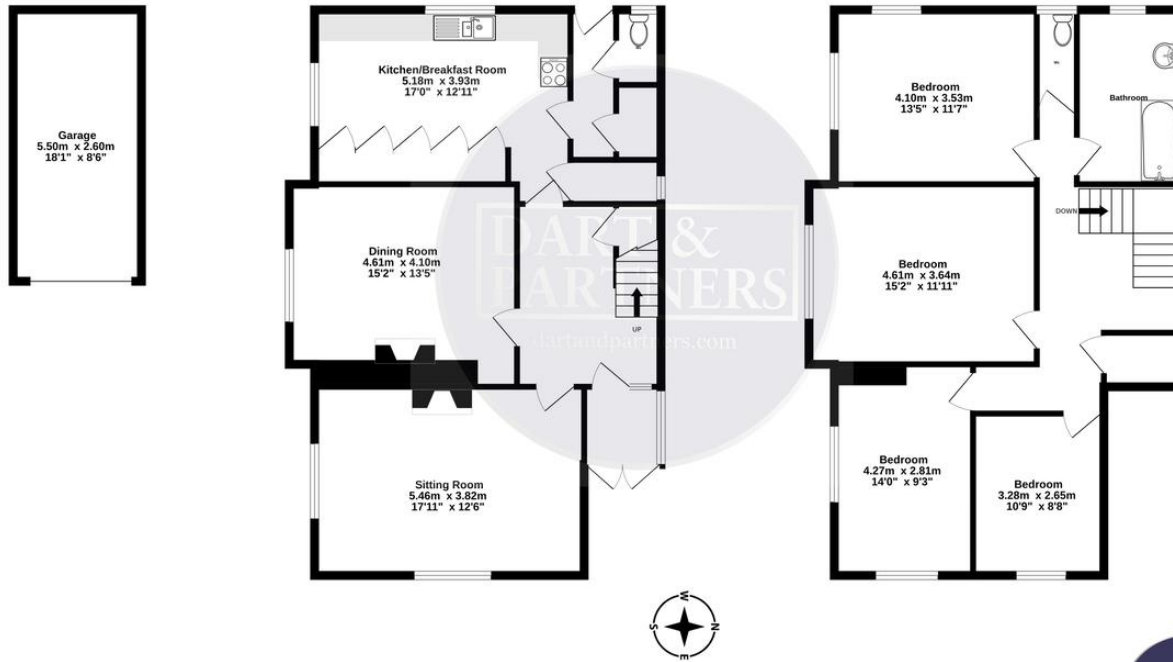 Garage
5.50m x 2.60m
18'1" x 8'6"
Kitchen/Breakfast Room
5.18m x 3.93m
17'0" x 12'11"
Dining Room
4.61m x 4.10m
15'2" x 13'5"
UP
Sitting Room
5.46m x 3.82m
17'11" x 12'6"
Bedroom
4.10m x 3.53m
13'5" x 11'7"
Bathroom
DOWN
Bedroom
4.61m x 3.64m
15'2" x 11'11"
Bedroom
4.27m x 2.81m
14'0" x 9'3"
Bedroom
3.28m x 2.65m
10'9" x 8'8"
DART &
PARTNERS
dartandpartners.com
W
S
N
E